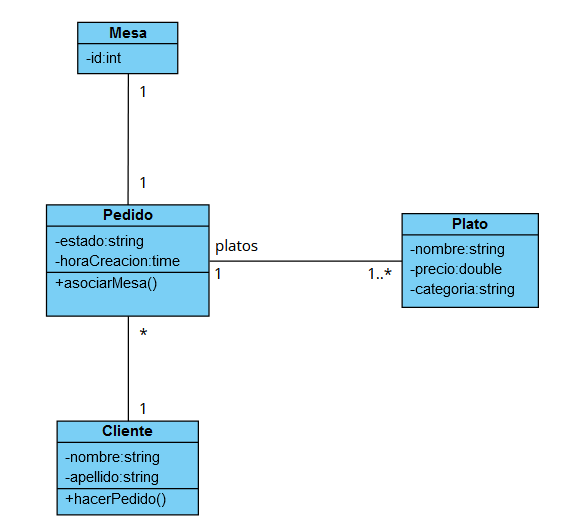 Mesa
-id:int
1
1
Pedido
-estado:string
-horaCreacion:time
+asociarMesa()
platos
1
1..*
Plato
-nombre:string
-precio:double
-categoria:string
*
1
Cliente
-nombre:string
-apellido:string
+hacerPedido()